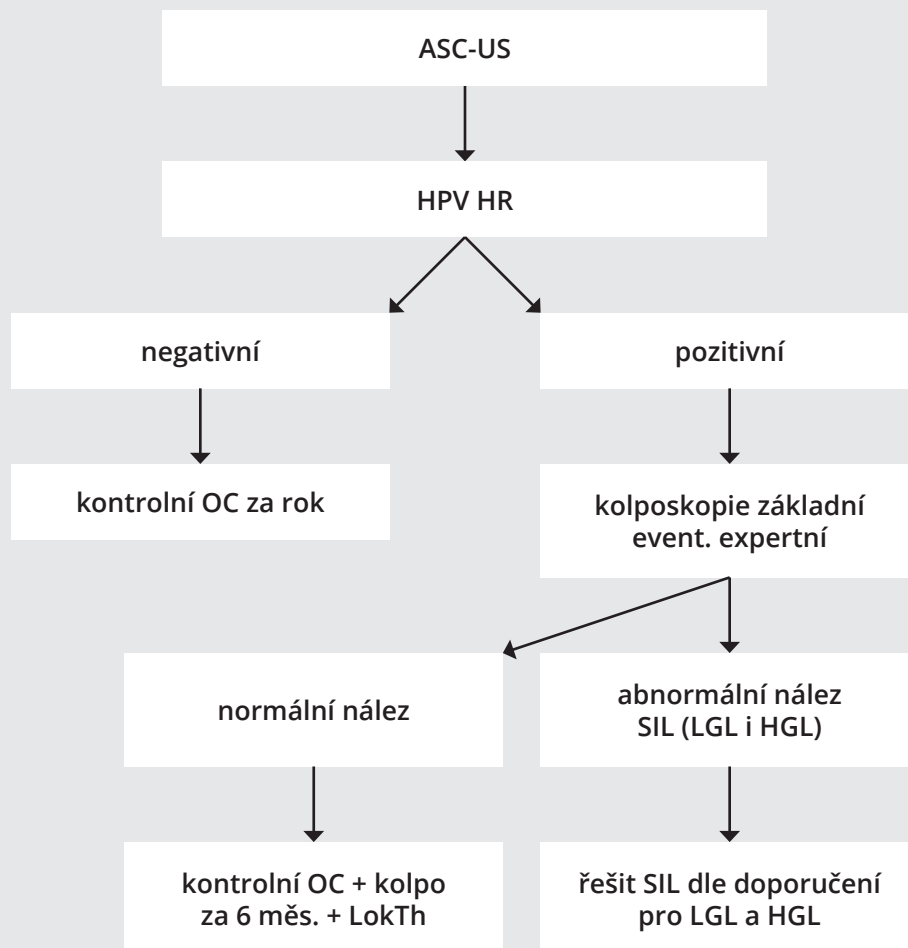 ASC-US
HPV HR
negativní
pozitivní
kontrolní OC za rok
kolposkopie základní
event. expertní
normální nález
abnormální nález
SIL (LGL i HGL)
kontrolní OC + kolpo
za 6 měs. + LokTh
řešit SIL dle doporučení
pro LGL a HGL